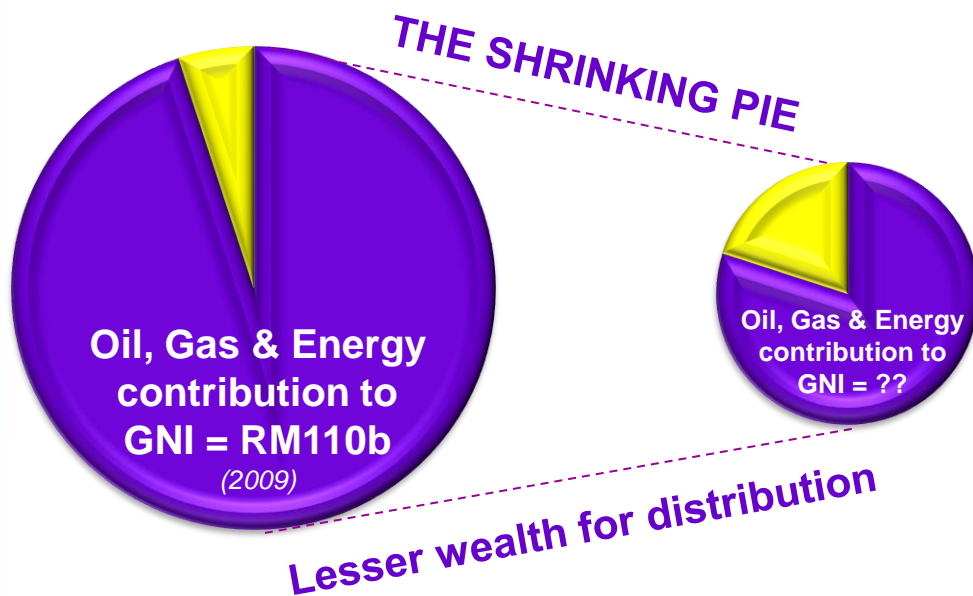 THE SHRINKING PIE
Oil, Gas & Energy
contribution to
GNI = RM110b
(2009)
Oil, Gas & Energy
contribution to
GNI = ??
Lesser wealth for distribution